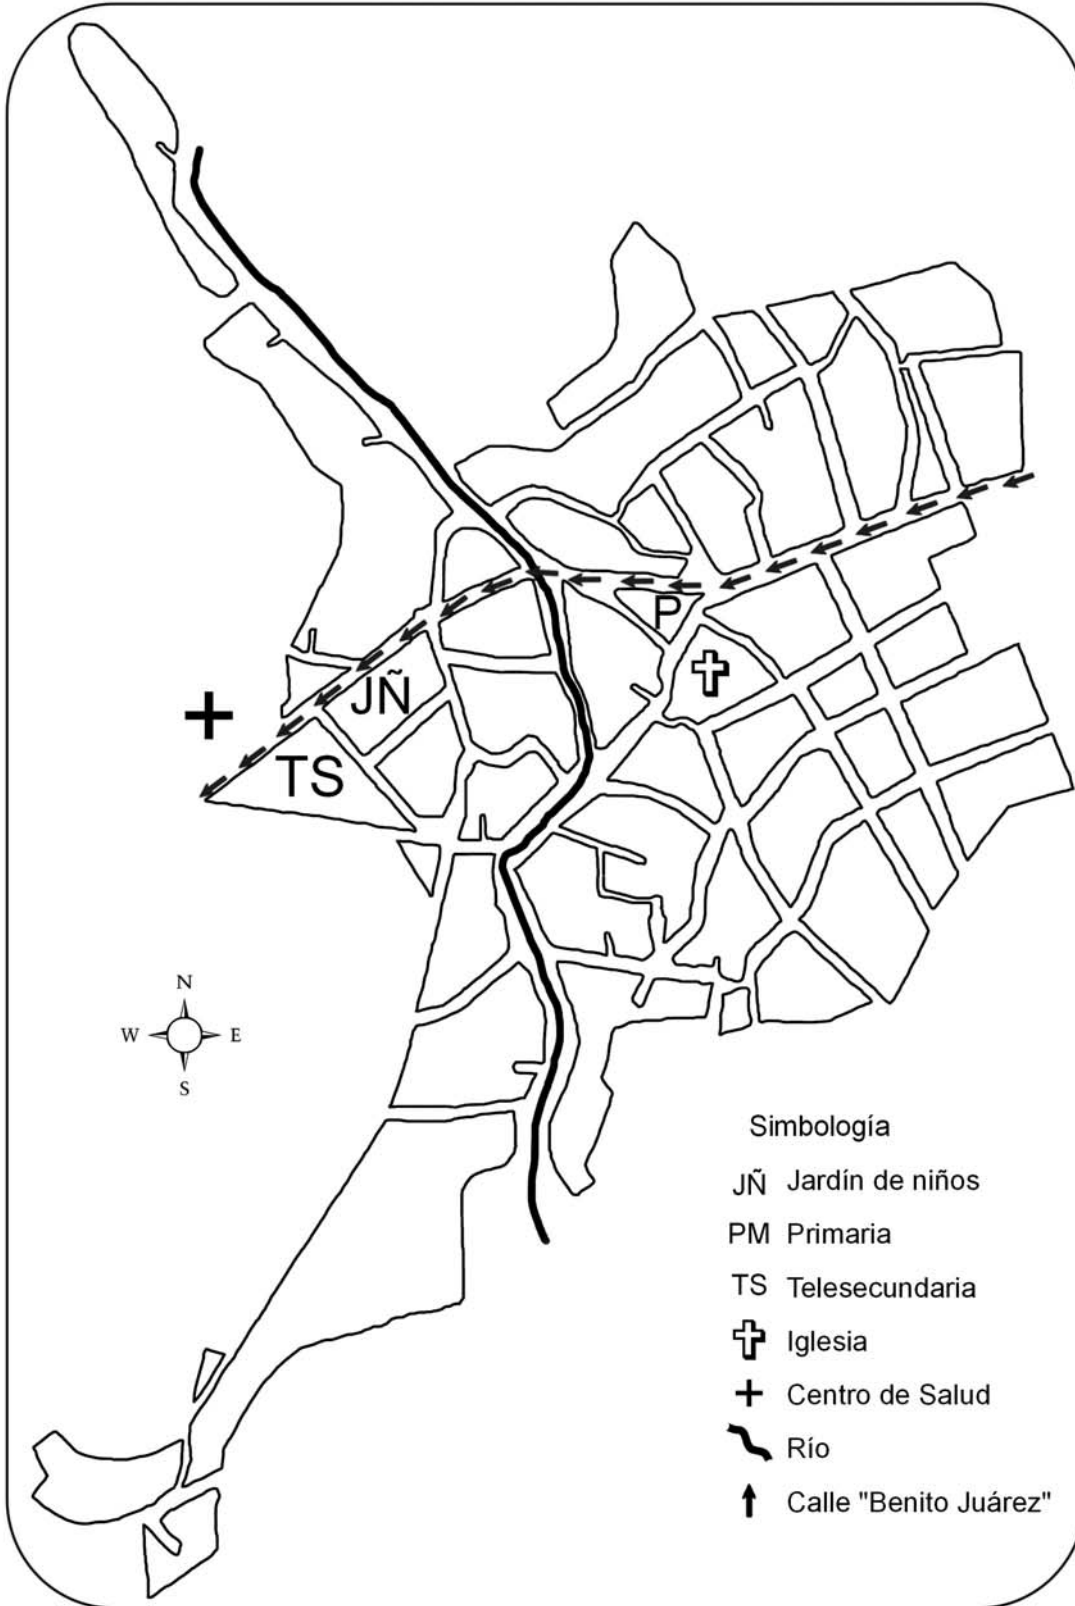 P
JÑ
TS
N
W E
S
Simbología
JÑ Jardín de niños
PM Primaria
TS Telesecundaria
Iglesia
Centro de Salud
Río
Calle "Benito Juárez"